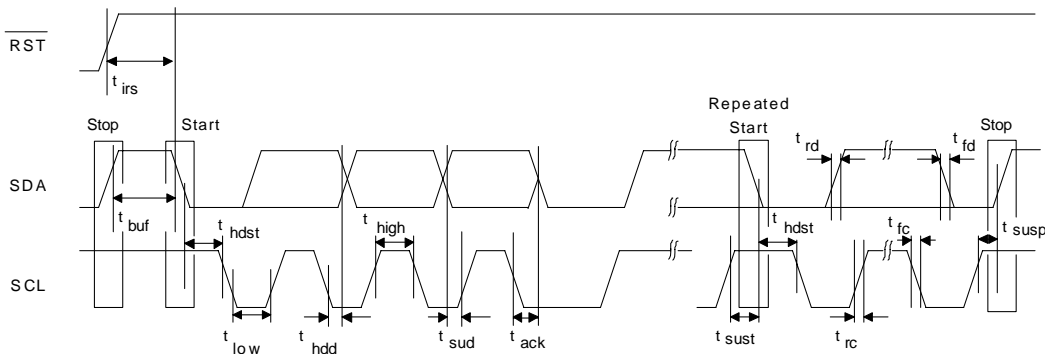 RST
t irs
Repeated
Stop Start Start Stop
t rd t fd
SDA
t buf t hdst t high t hdst t fc t susp
SCL
t low t hdd t sud t ack t sust t rc